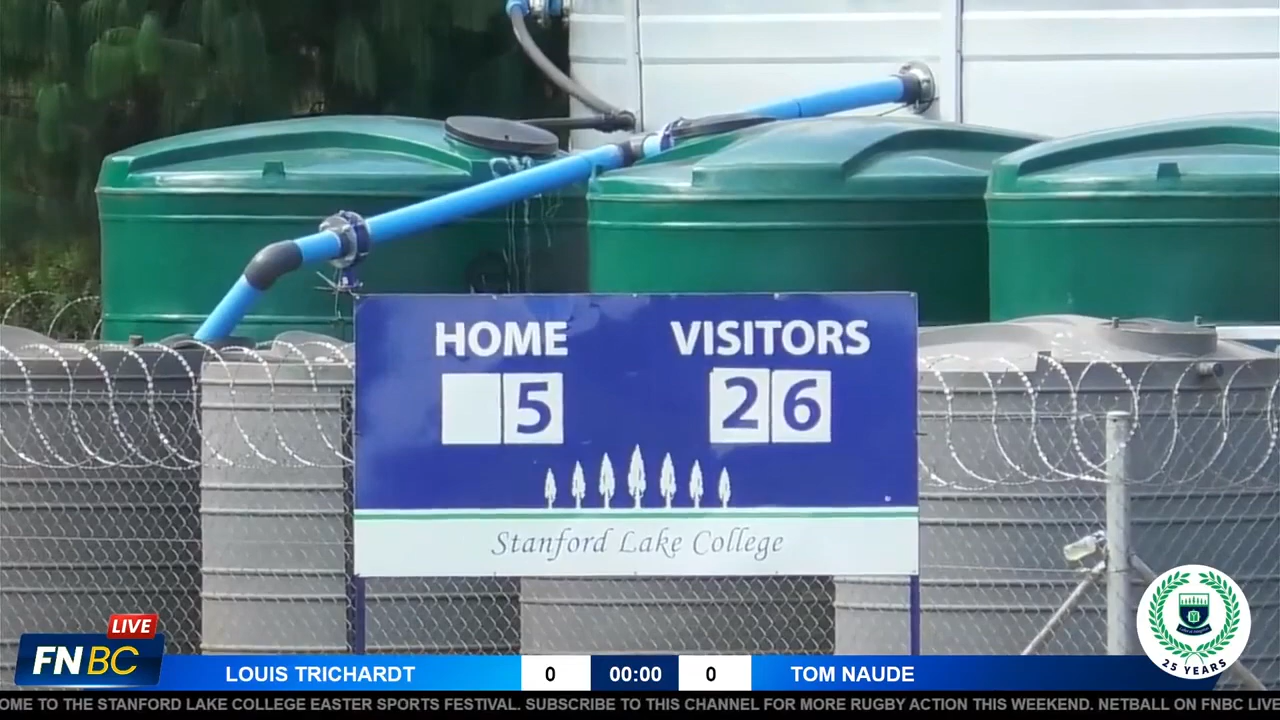 HOME VISITORS
5 26
Stanford Lake College
LIVE
FNBC LOUIS TRICHARDT 0 00:00 0 TOM NAUDE
25 YEARS
OME TO THE STANFORD LAKE COLLEGE EASTER SPORTS FESTIVAL. SUBSCRIBE TO THIS CHANNEL FOR MORE RUGBY ACTION THIS WEEKEND. NETBALL ON FNBC LIVE